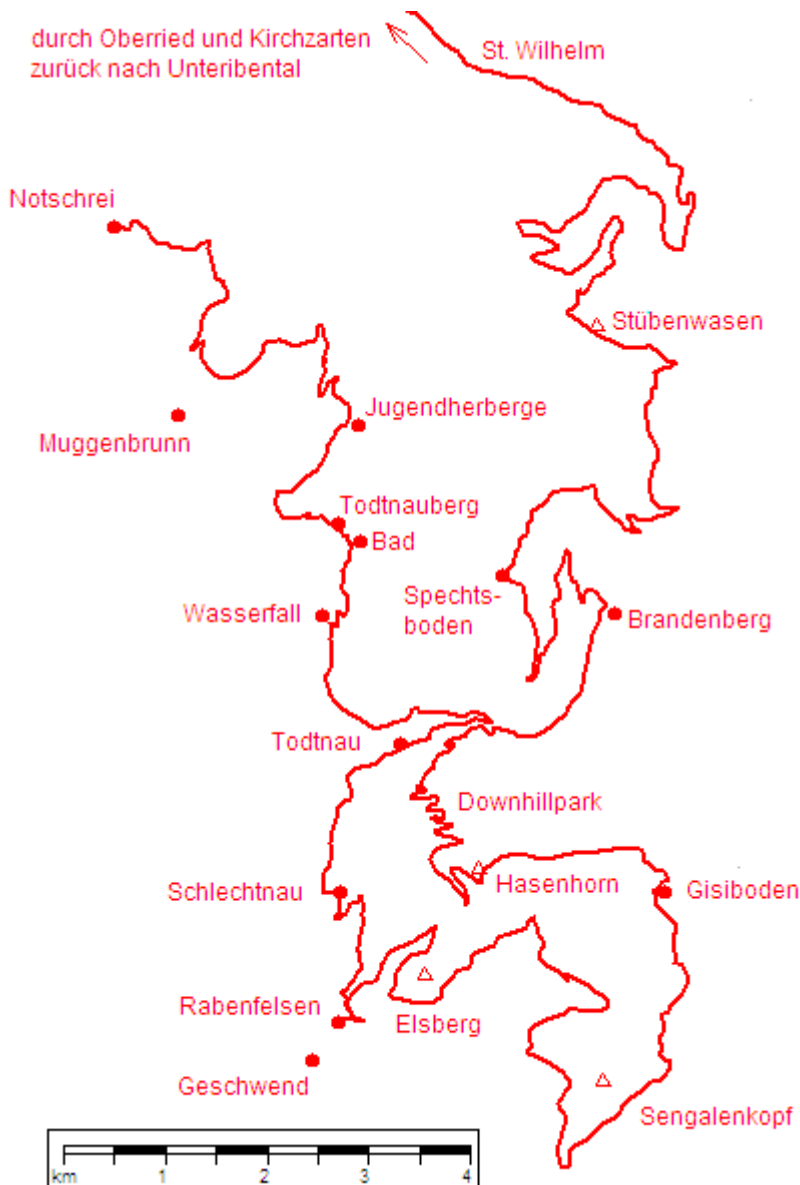 durch Oberried und Kirchzarten
zurück nach Unteribental
St. Wilhelm
Notschrei
Stübenwasen
Jugendherberge
Muggenbrunn
Todtnauberg
Bad
Spechts-
boden
Wasserfall
Brandenberg
Todtnau
Downhillpark
Schlechtnau
Hasenhorn
Gisiboden
Rabenfelsen
Elsberg
Geschwend
Sengalenkopf
km 1 2 3 4